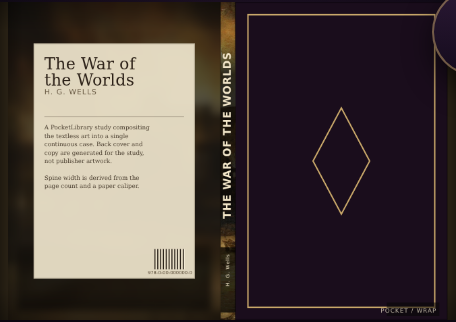 The War of
the Worlds
H. G. WELLS
A PocketLibrary study compositing
the textless art into a single
continuous case. Back cover and
copy are generated for the study,
not publisher artwork.
Spine width is derived from the
page count and a paper caliper.
THE WAR OF THE WORLDS
H. G. Wells
POCKET / WRAP